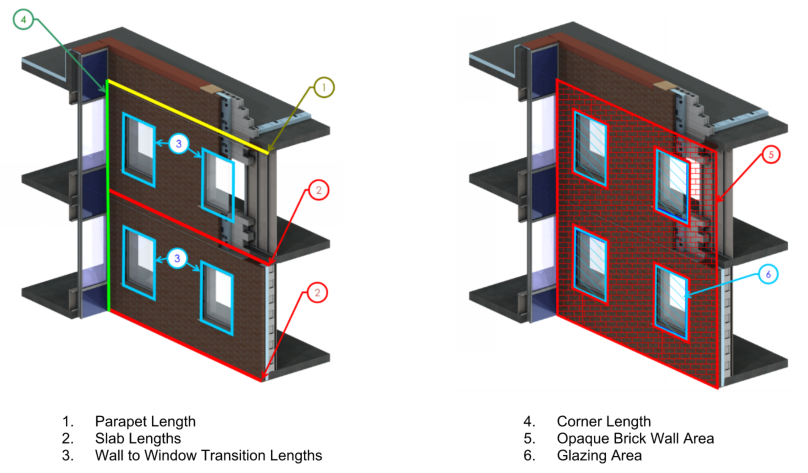 4
1
3
2
3
2
5
6
1. Parapet Length
2. Slab Lengths
3. Wall to Window Transition Lengths
4. Corner Length
5. Opaque Brick Wall Area
6. Glazing Area